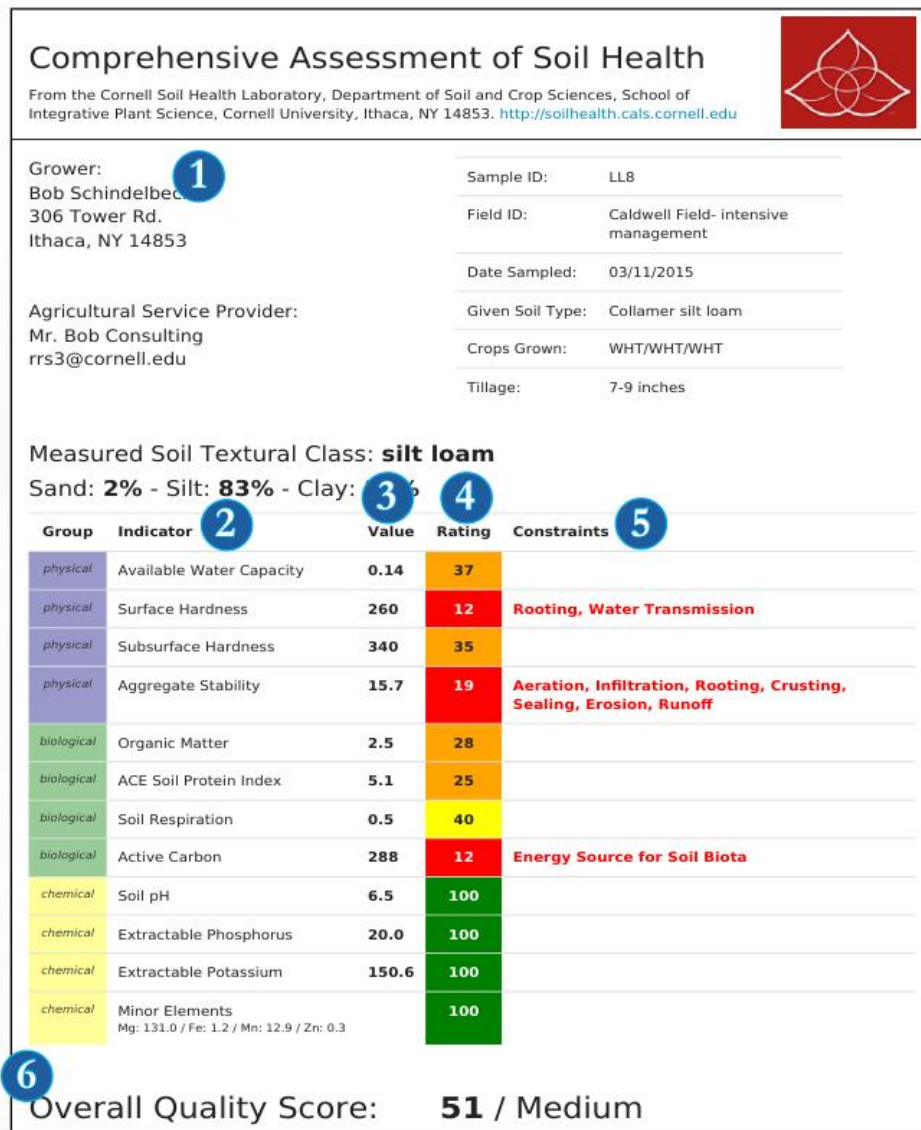 Comprehensive Assessment of Soil Health
From the Cornell Soil Health Laboratory, Department of Soil and Crop Sciences, School of
Integrative Plant Science, Cornell University, Ithaca, NY 14853. http://soilhealth.cals.cornell.edu
Grower:
1
Bob
306 Tower Rd.
Ithaca, NY 14853
Agricultural Service Provider:
Mr. Bob Consulting
rrs3@cornell.edu
Sample ID: LL8
Field ID: Caldwell Field- intensive
management
Date Sampled: 03/11/2015
Given Soil Type: Collamer silt loam
Crops Grown: WHT/WHT/WHT
Tillage: 7-9 inches
Measured Soil Textural Class: silt loam
Sand: 2% - Silt: 83% - Clay:
2 3 4 5
Group Indicator Value Rating Constraints
physical Available Water Capacity 0.14 37
physical Surface Hardness 260 12 Rooting, Water Transmission
physical Subsurface Hardness 340 35
physical Aggregate Stability 15.7 19 Aeration, Infiltration, Rooting, Crusting,
Sealing, Erosion, Runoff
biological Organic Matter 2.5 28
biological ACE Soil Protein Index 5.1 25
biological Soil Respiration 0.5 40
biological Active Carbon 288 12 Energy Source for Soil Biota
chemical Soil pH 6.5 100
chemical Extractable Phosphorus 20.0 100
chemical Extractable Potassium 150.6 100
chemical Minor Elements 100
Mg: 131.0 / Fe: 1.2 / Mn: 12.9 / Zn: 0.3
6
Overall Quality Score: 51 / Medium